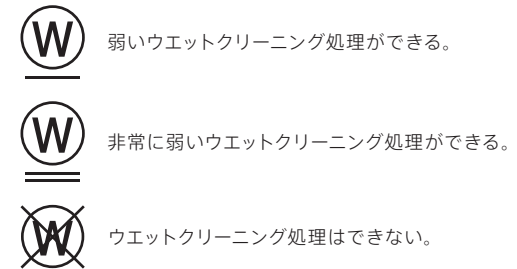 W 弱いウエットクリーニング処理ができる。
W 非常に弱いウエットクリーニング処理ができる。
W ウエットクリーニング処理はできない。